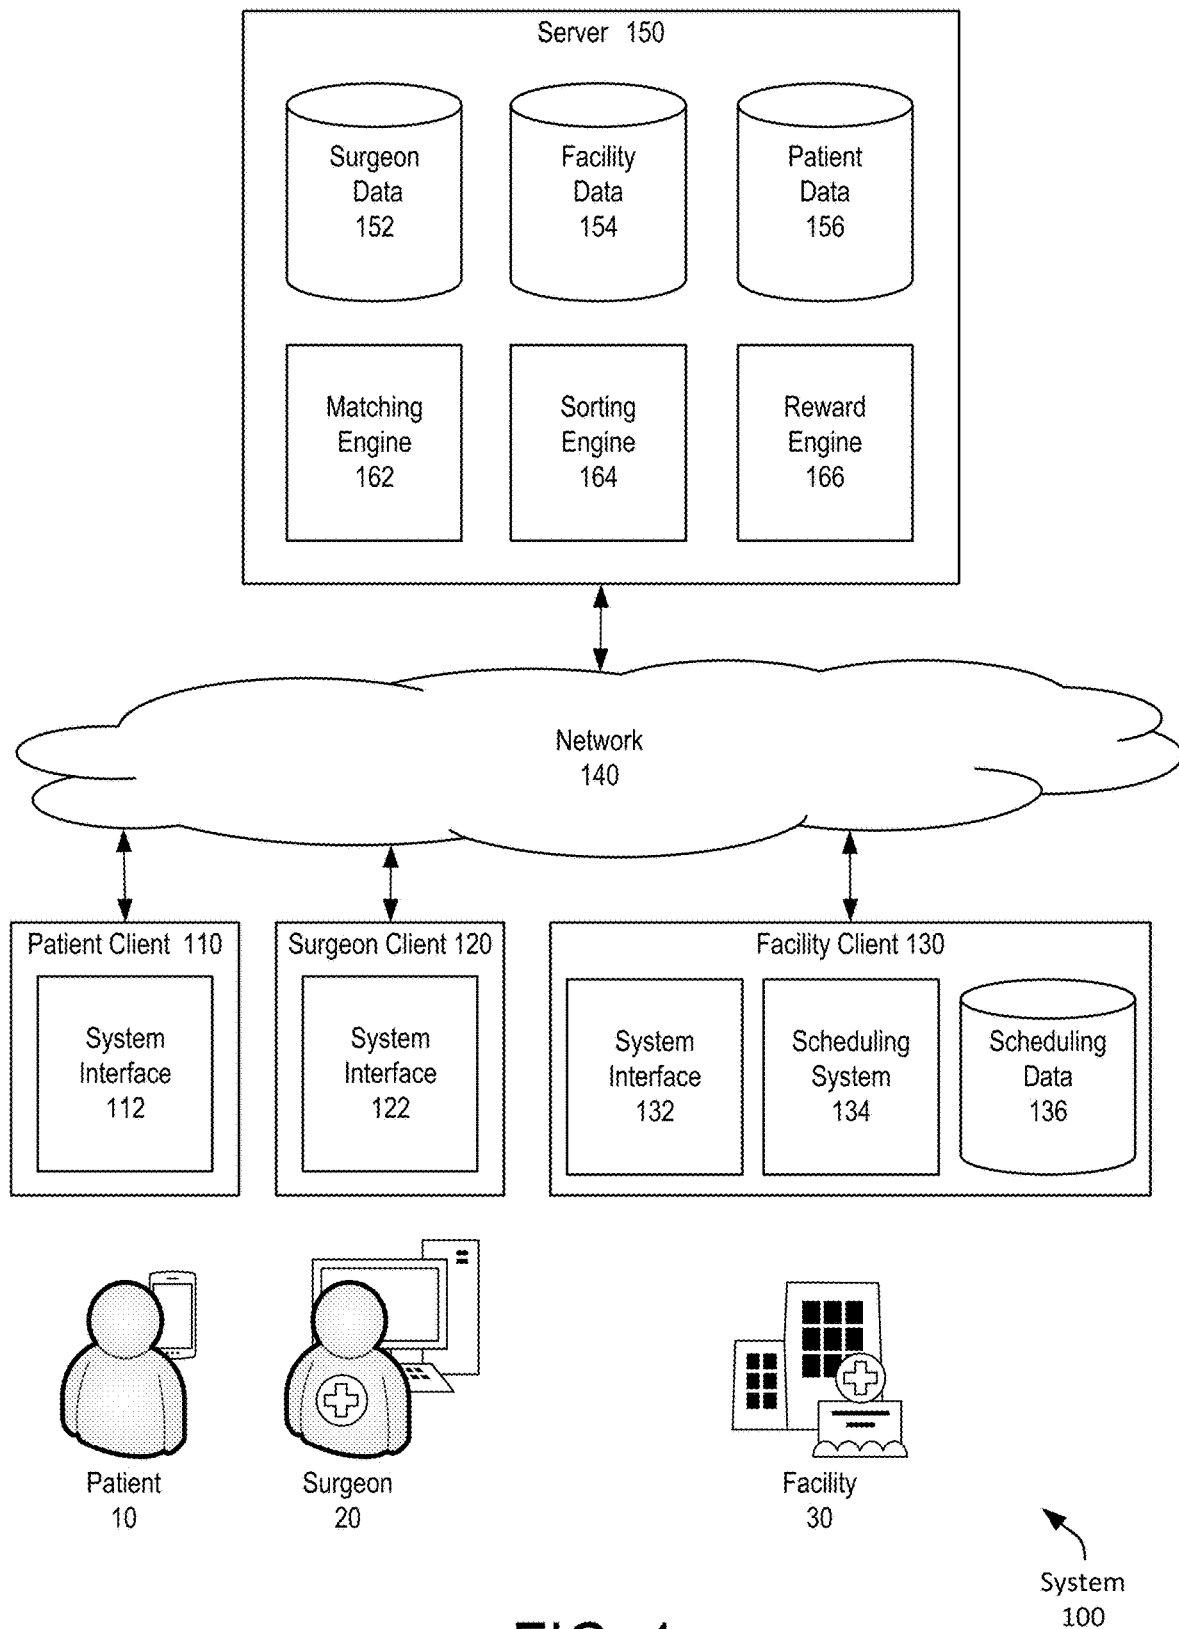 Server 150
Surgeon
Data
152
Facility
Data
154
Patient
Data
156
Matching
Engine
162
Sorting
Engine
164
Reward
Engine
166
Network
140
Patient Client 110
System
Interface
112
Surgeon Client 120
System
Interface
122
Facility Client 130
System
Interface
132
Scheduling
System
134
Scheduling
Data
136
Patient
10
Surgeon
20
Facility
30
System
100
FIG. 1